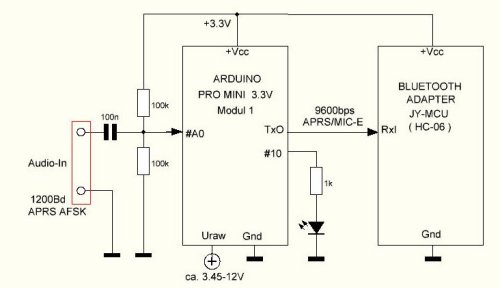 +3.3V
+Vcc
+Vcc
ARDUINO
PRO MINI 3.3V
Modul 1
BLUETOOTH
ADAPTER
JY-MCU
( HC-06 )
100k
100n
9600bps
APRS/MIC-E
#A0
TxO
RxI
Audio-In
100k
#10
1k
1200Bd
APRS AFSK
Uraw
Gnd
Gnd
ca. 3.45-12V